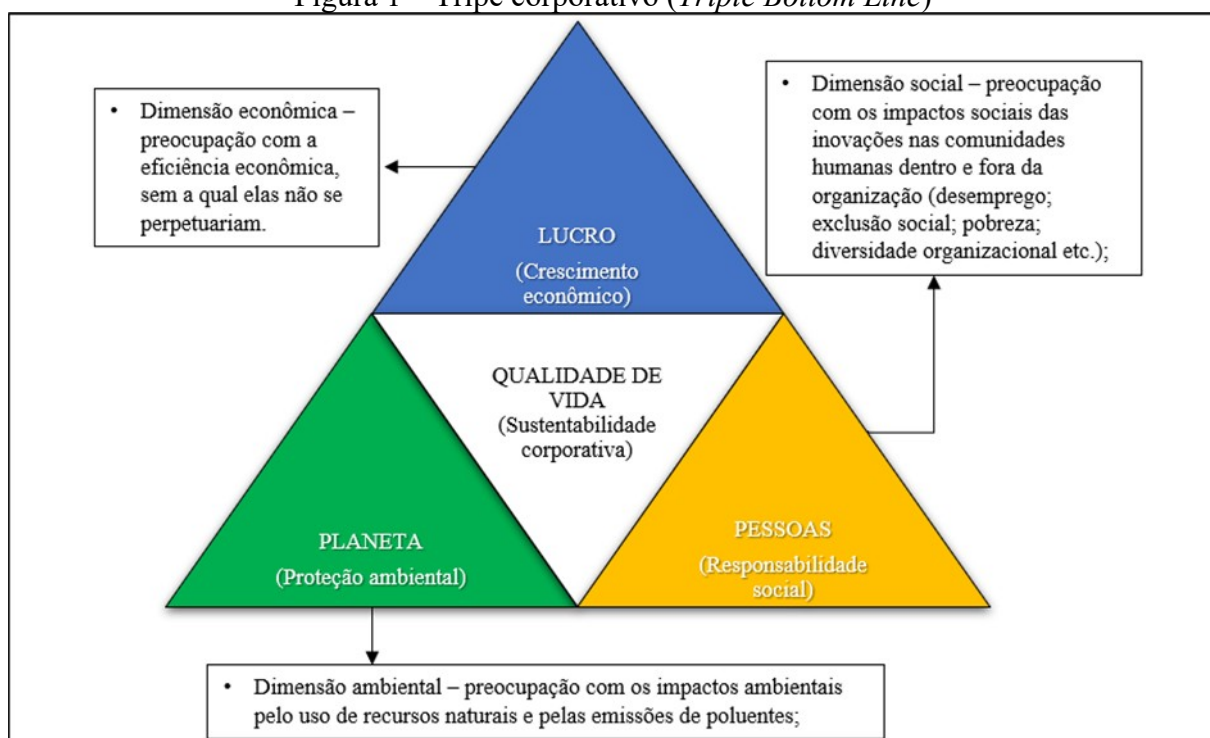 Figura 1 – Tripé corporativo (Triple Bottom Line)
• Dimensão econômica –
preocupação com a
eficiência econômica,
sem a qual elas não se
perpetuariam.
• Dimensão social – preocupação
com os impactos sociais das
inovações nas comunidades
humanas dentro e fora da
organização (desemprego;
exclusão social; pobreza;
diversidade organizacional etc.);
LUCRO
(Crescimento
econômico)
QUALIDADE DE
VIDA
(Sustentabilidade
corporativa)
PLANETA
(Proteção ambiental)
PESSOAS
(Responsabilidade
social)
• Dimensão ambiental – preocupação com os impactos ambientais
pelo uso de recursos naturais e pelas emissões de poluentes;